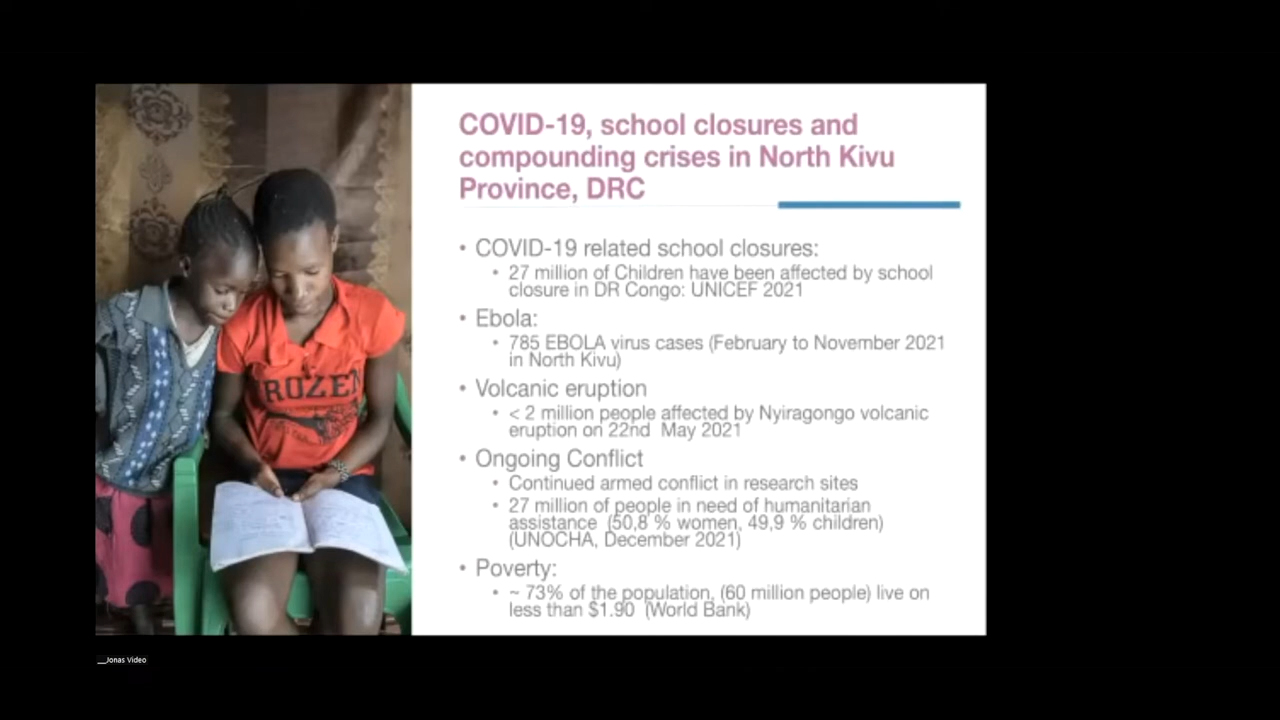 COVID-19, school closures and
compounding crises in North Kivu
Province, DRC
• COVID-19 related school closures:
• 27 million of Children have been affected by school
closure in DR Congo: UNICEF 2021
• Ebola:
• 785 EBOLA virus cases (February to November 2021
in North Kivu)
• Volcanic eruption
• < 2 million people affected by Nyiragongo volcanic
eruption on 22nd May 2021
• Ongoing Conflict
• Continued armed conflict in research sites
• 27 million of people in need of humanitarian
assistance (50,8 % women, 49,9 % children)
(UNOCHA, December 2021)
• Poverty:
• ~ 73% of the population, (60 million people) live on
less than $1.90 (World Bank)
ROZEN
__Jonas Video